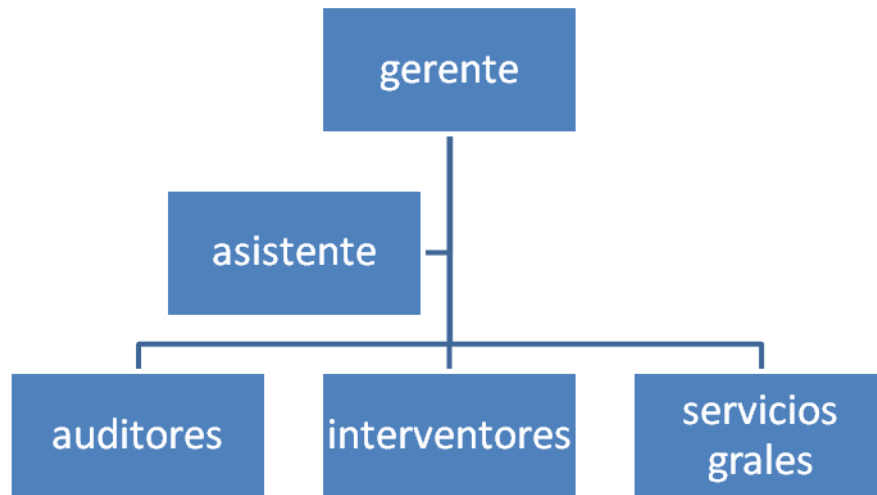 gerente
asistente
auditores
interventores
servicios
grales